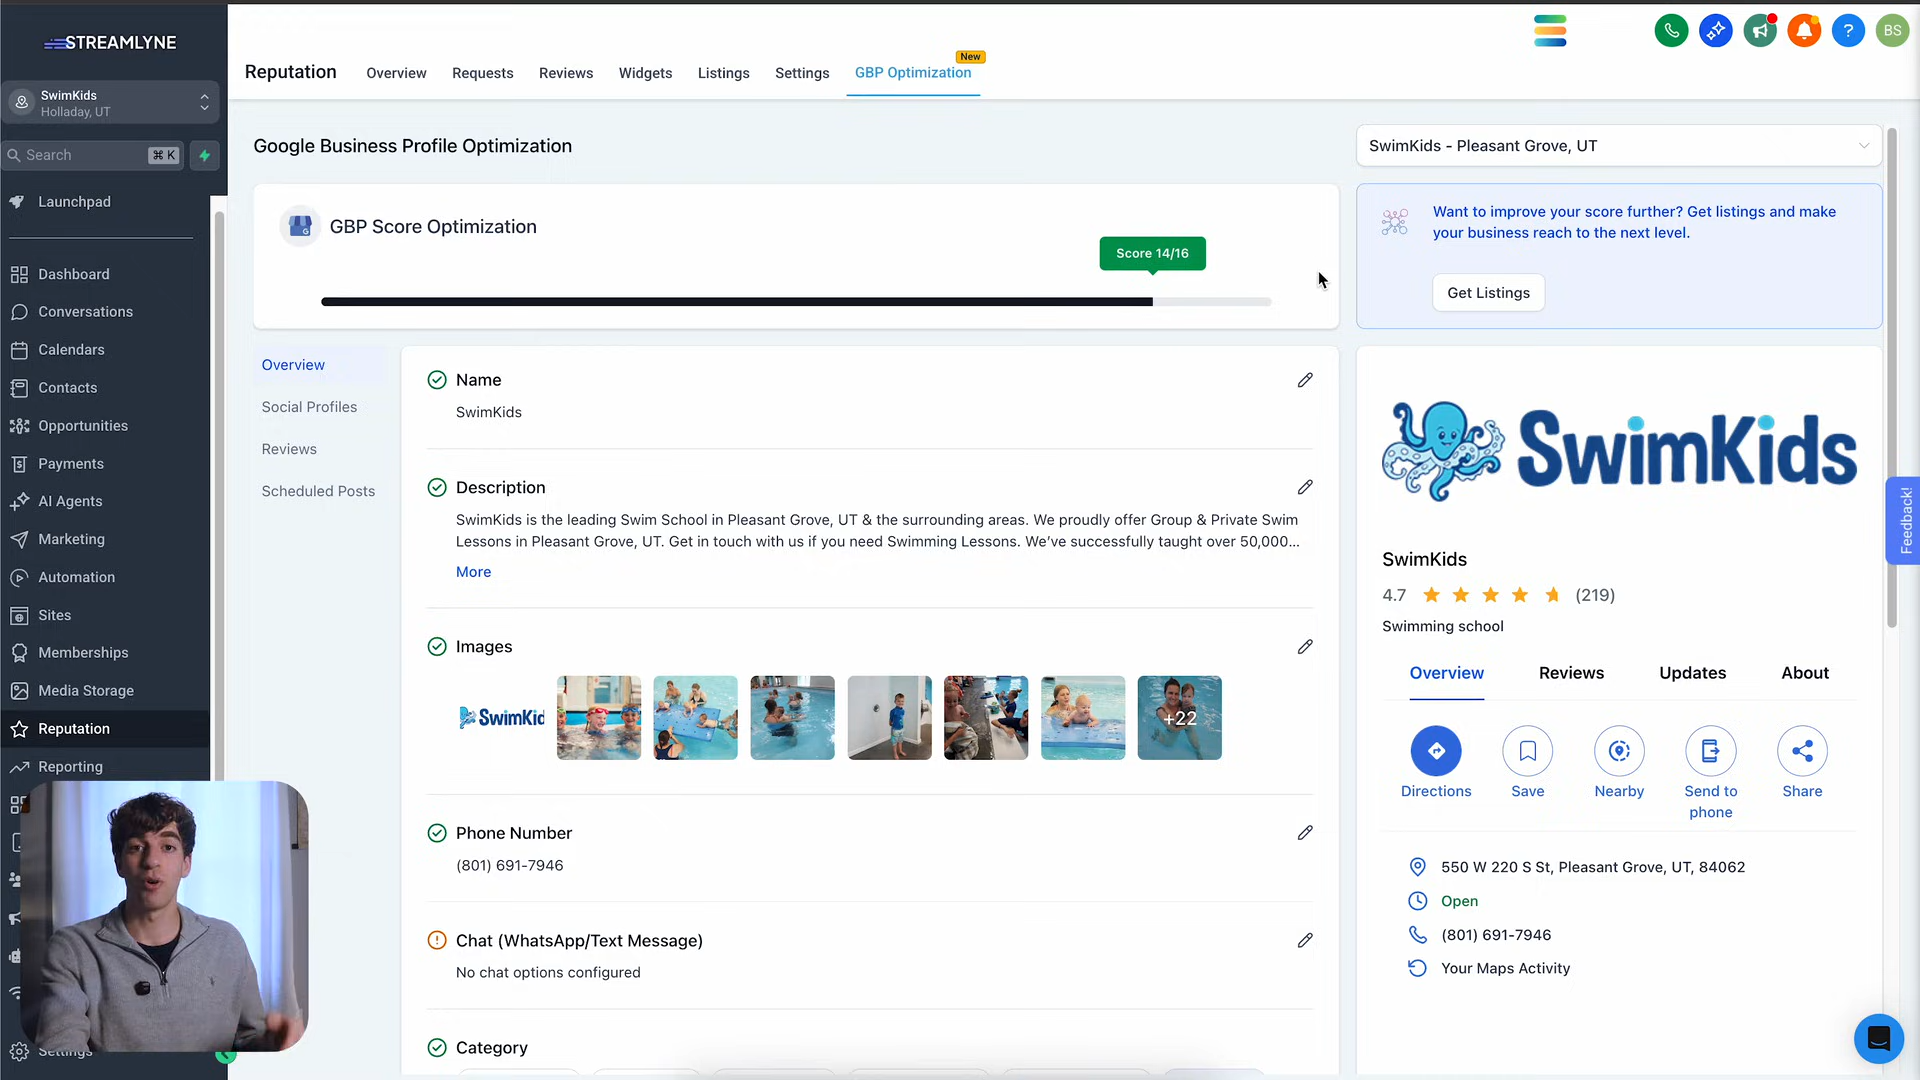 STREAMLYNE
SwimKids
Holladay, UT
Search
⌘ K
Launchpad
Dashboard
Conversations
Calendars
Contacts
Opportunities
Payments
AI Agents
Marketing
Automation
Sites
Memberships
Media Storage
Reputation
Reporting
Settings
Reputation
Overview
Requests
Reviews
Widgets
Listings
Settings
GBP Optimization
New
?
BS
Google Business Profile Optimization
SwimKids - Pleasant Grove, UT
GBP Score Optimization
Score 14/16
Want to improve your score further? Get listings and make
your business reach to the next level.
Get Listings
Overview
Social Profiles
Reviews
Scheduled Posts
Name
SwimKids
Description
SwimKids is the leading Swim School in Pleasant Grove, UT & the surrounding areas. We proudly offer Group & Private Swim
Lessons in Pleasant Grove, UT. Get in touch with us if you need Swimming Lessons. We've successfully taught over 50,000...
More
Images
SwimKid
+22
Phone Number
(801) 691-7946
Chat (WhatsApp/Text Message)
No chat options configured
Category
SwimKids
SwimKids
4.7
(219)
Swimming school
Overview
Reviews
Updates
About
Directions
Save
Nearby
Send to
phone
Share
550 W 220 S St, Pleasant Grove, UT, 84062
Open
(801) 691-7946
Your Maps Activity
Feedback!